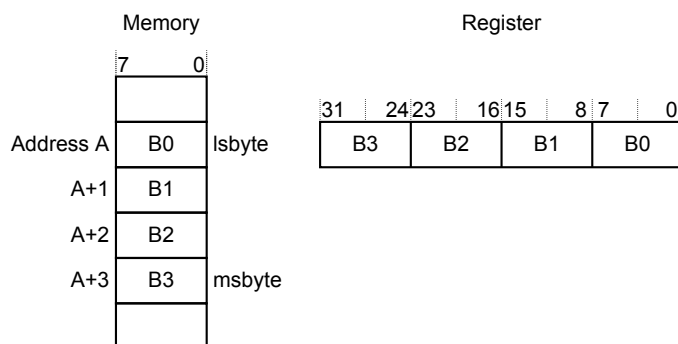 Memory
Register
7 0
31 24 23 16 15 8 7 0
Address A B0 lsbyte
B3 B2 B1 B0
A+1 B1
A+2 B2
A+3 B3 msbyte